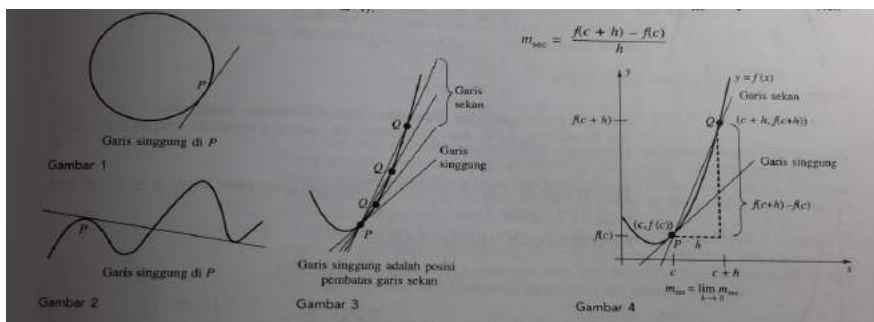 m_sec = f(c + h) − f(c) / h
P
Garis singgung di P
Gambar 1
P
Garis singgung di P
Gambar 2
Garis
sekan
Q
Garis
singgung
Q
Q
P
Garis singgung adalah posisi
pembatas garis sekan
Gambar 3
y
y = f(x)
Garis sekan
f(c + h)
Q
(c + h, f(c+h))
Garis singgung
f(c+h)−f(c)
f(c)
(c, f(c))
P
h
c
c + h
x
m_tan = lim m_sec
h → 0
Gambar 4